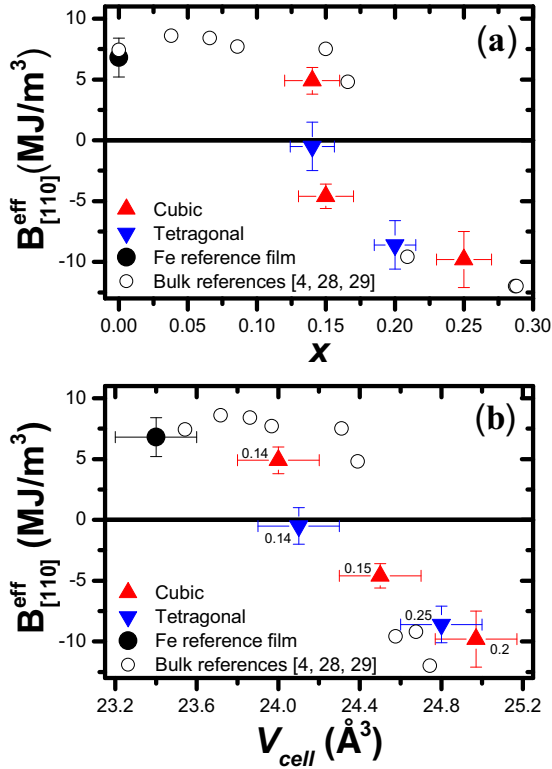 (a)
10
5
0
-5
-10
B^eff_[110](MJ/m^3)
Cubic
Tetragonal
Fe reference film
Bulk references [4, 28, 29]
0.00 0.05 0.10 0.15 0.20 0.25 0.30
x
(b)
10
5
0
-5
-10
B^eff_[110] (MJ/m^3)
0.14
0.14
0.15
0.25
0.2
Cubic
Tetragonal
Fe reference film
Bulk references [4, 28, 29]
23.2 23.6 24.0 24.4 24.8 25.2
V_cell (Å^3)